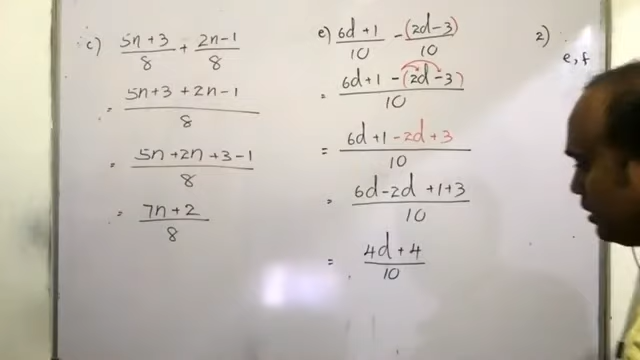 c) (5n+3)/8 + (2n-1)/8
= (5n+3+2n-1)/8
= (5n+2n+3-1)/8
= (7n+2)/8
e) (6d+1)/10 - (2d-3)/10
= (6d+1-(2d-3))/10
= (6d+1-2d+3)/10
= (6d-2d+1+3)/10
= (4d+4)/10
2)
e, f